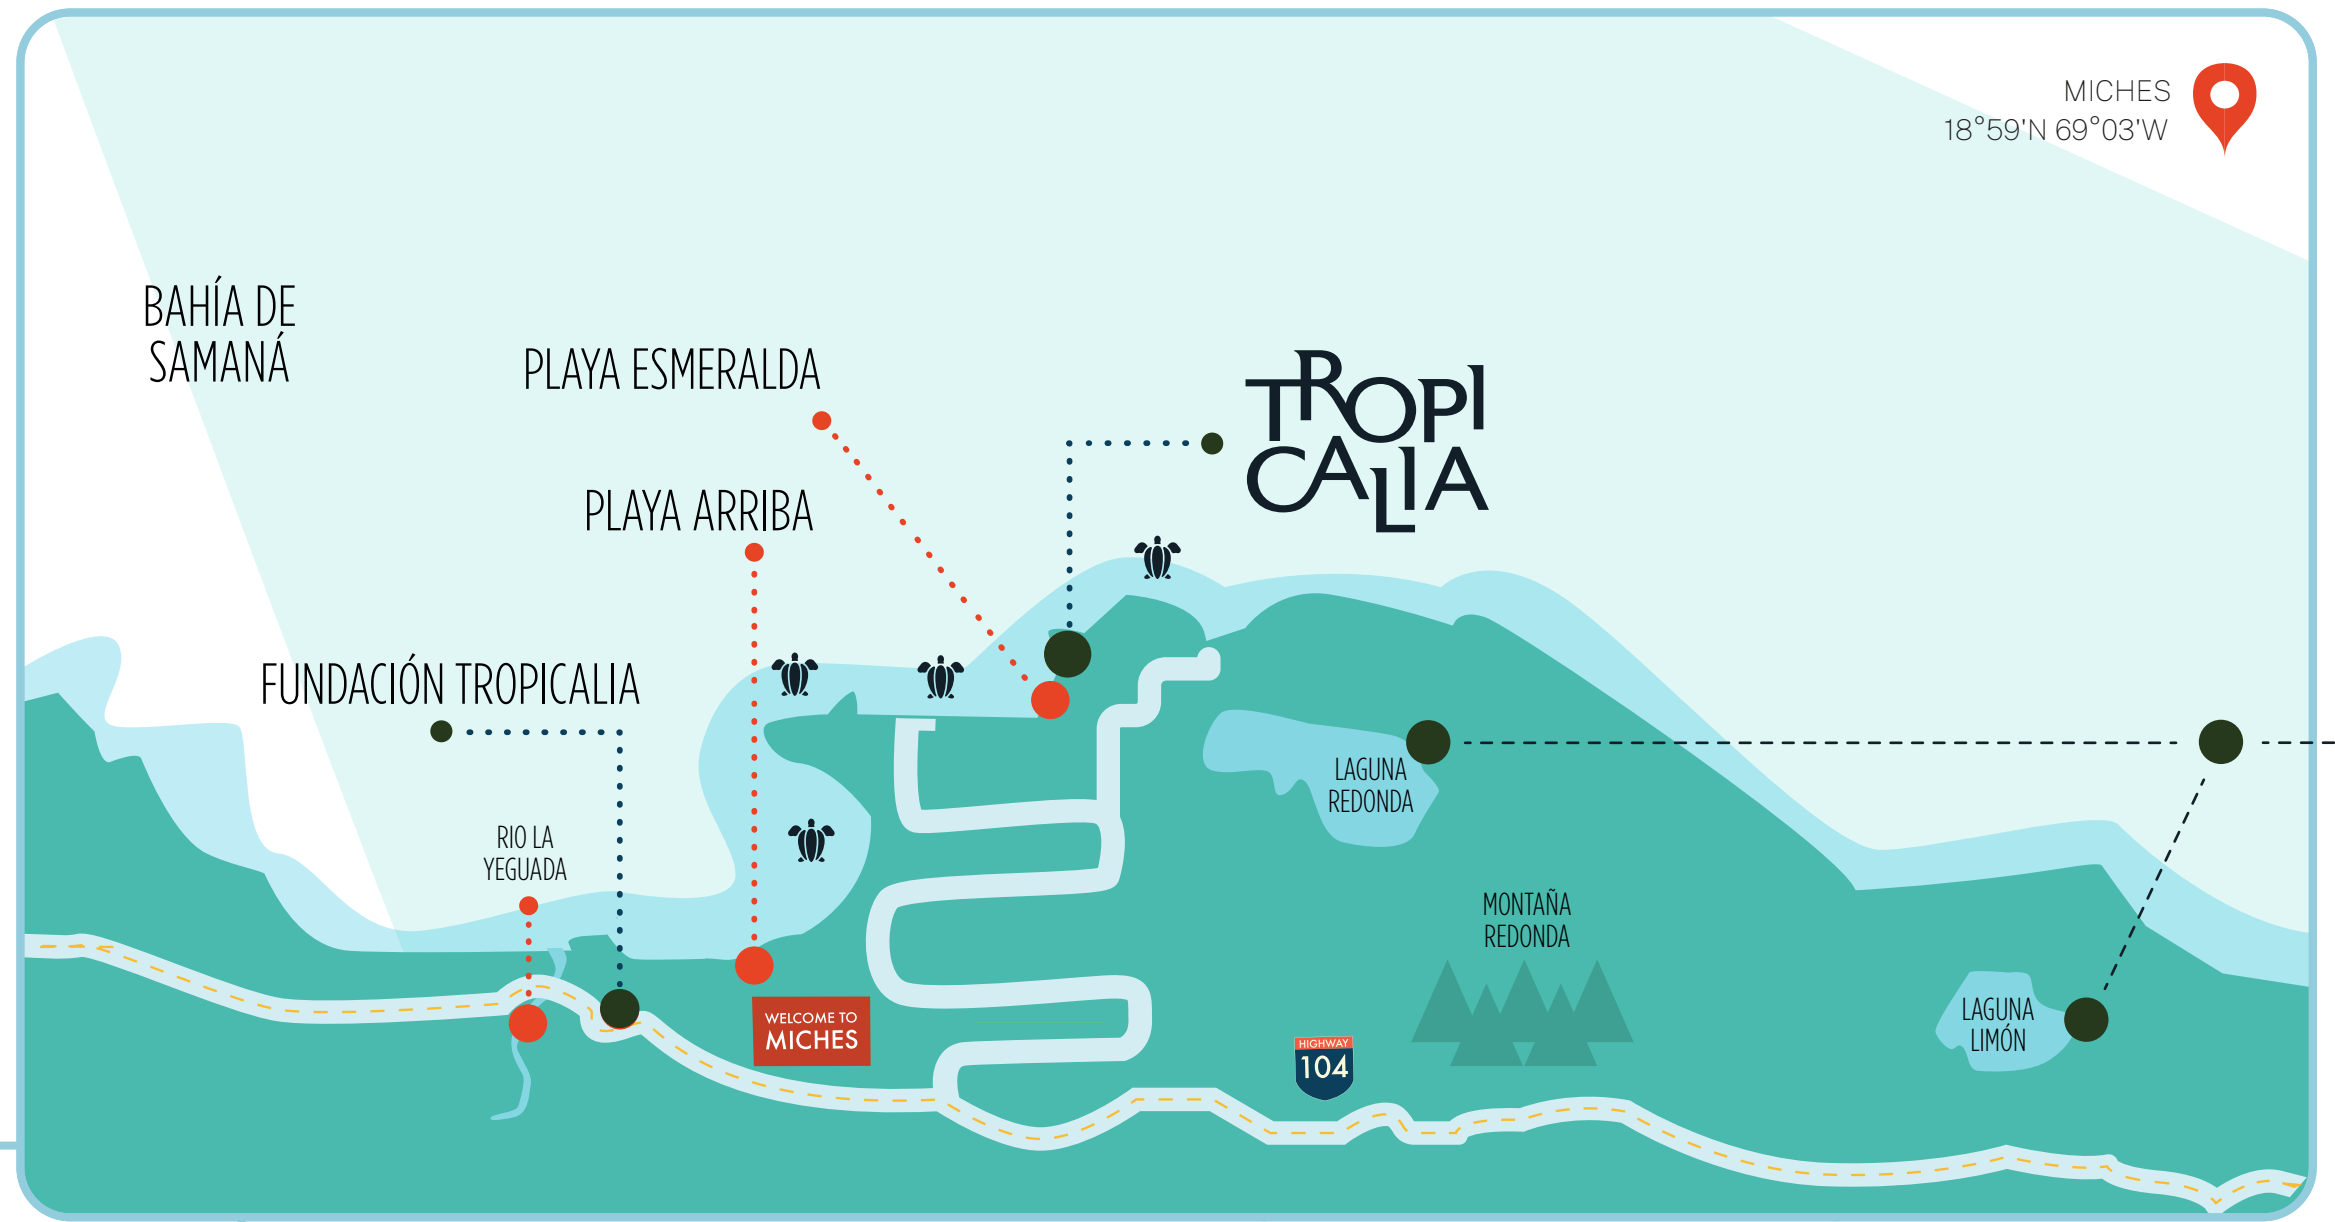 MICHES
18°59'N 69°03'W
BAHÍA DE
SAMANÁ
PLAYA ESMERALDA
TROPI
CALIA
PLAYA ARRIBA
FUNDACIÓN TROPICALIA
RIO LA
YEGUADA
LAGUNA
REDONDA
MONTAÑA
REDONDA
LAGUNA
LIMÓN
WELCOME TO
MICHES
HIGHWAY
104